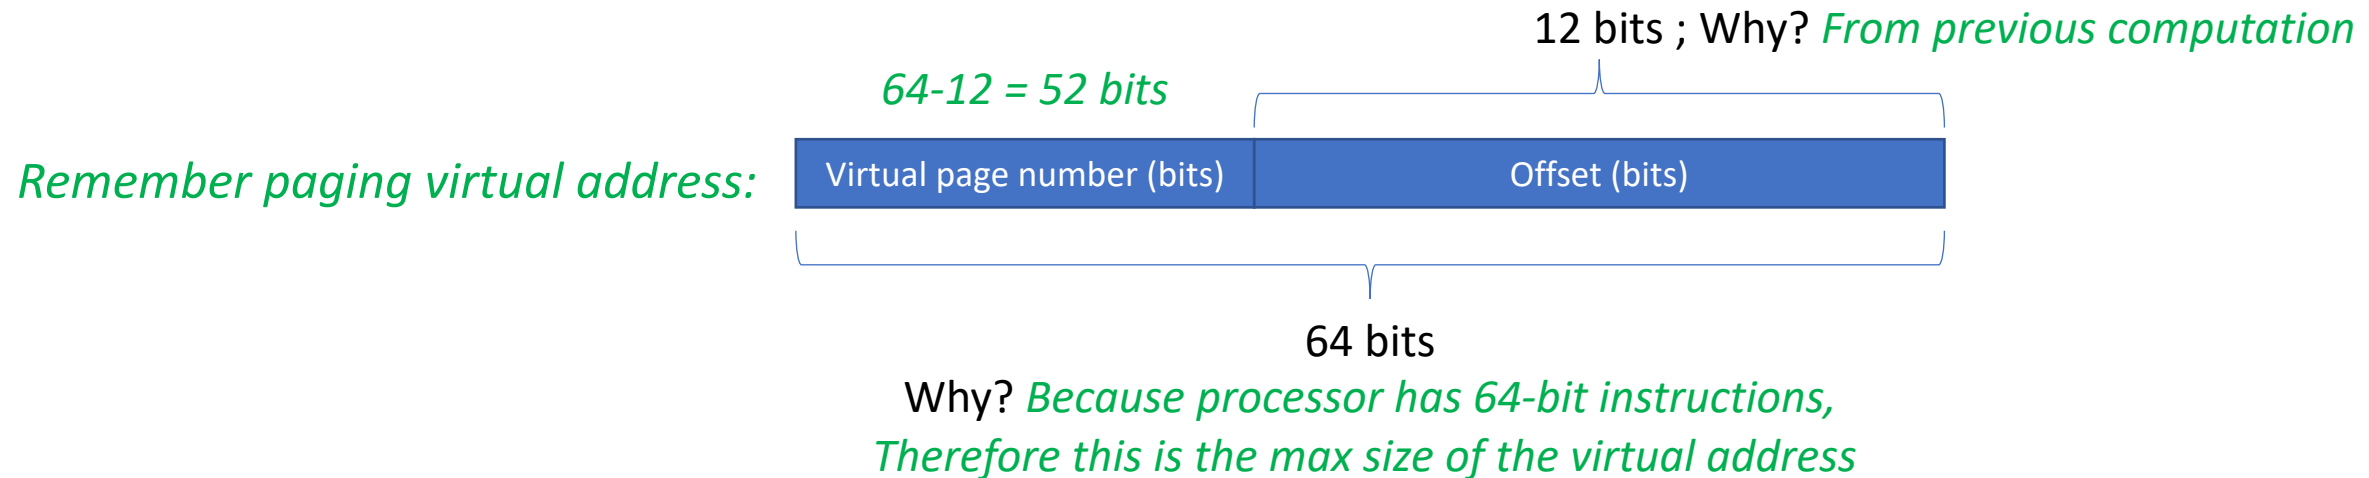 12 bits ; Why? From previous computation
64-12 = 52 bits
Remember paging virtual address:
Virtual page number (bits)
Offset (bits)
64 bits
Why? Because processor has 64-bit instructions,
Therefore this is the max size of the virtual address